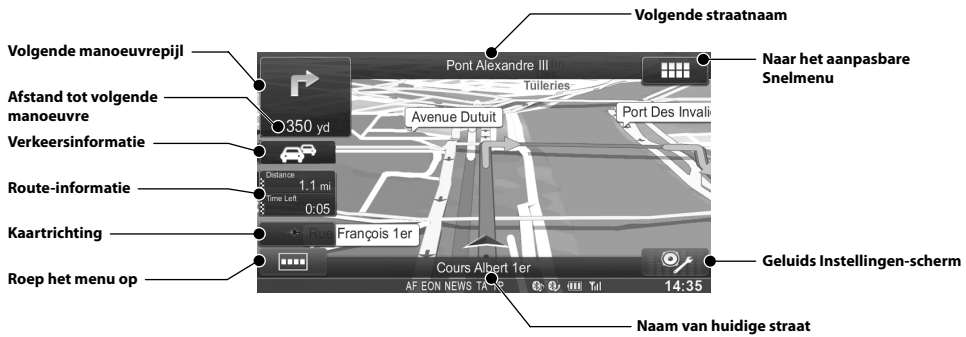 Volgende straatnaam
Volgende manoeuvrepijl
Naar het aanpasbare
Snelmenu
Pont Alexandre III
Tuileries
Afstand tot volgende
manoeuvre
Avenue Dutuit
Port Des Invalid
350 yd
Verkeersinformatie
Distance
1.1 mi
Route-informatie
Time Left
0:05
Kaartrichting
Rue François 1er
Geluids Instellingen-scherm
Roep het menu op
Cours Albert 1er
AF EON NEWS TA TP
14:35
Naam van huidige straat